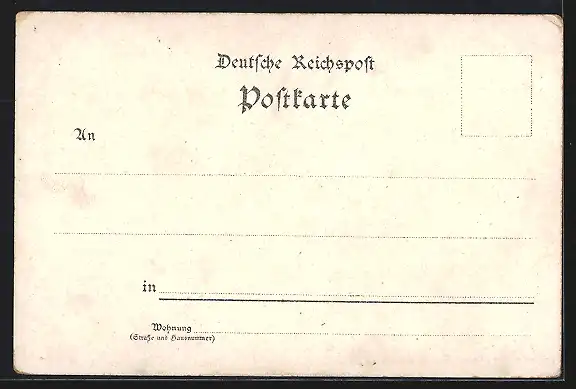 Deutſche Reichspoſt
Poſtkarte
An
in
Wohnung
(Straße und Hausnummer)